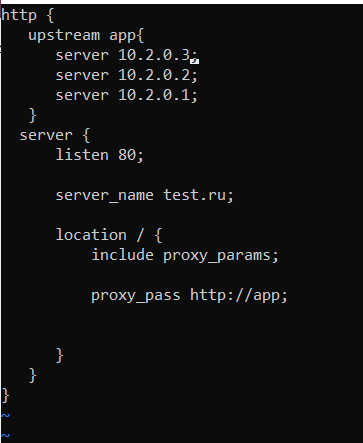 http {
   upstream app{
      server 10.2.0.3;
      server 10.2.0.2;
      server 10.2.0.1;
   }
  server {
      listen 80;

      server_name test.ru;

      location / {
          include proxy_params;

          proxy_pass http://app;


      }
   }
}
~
~